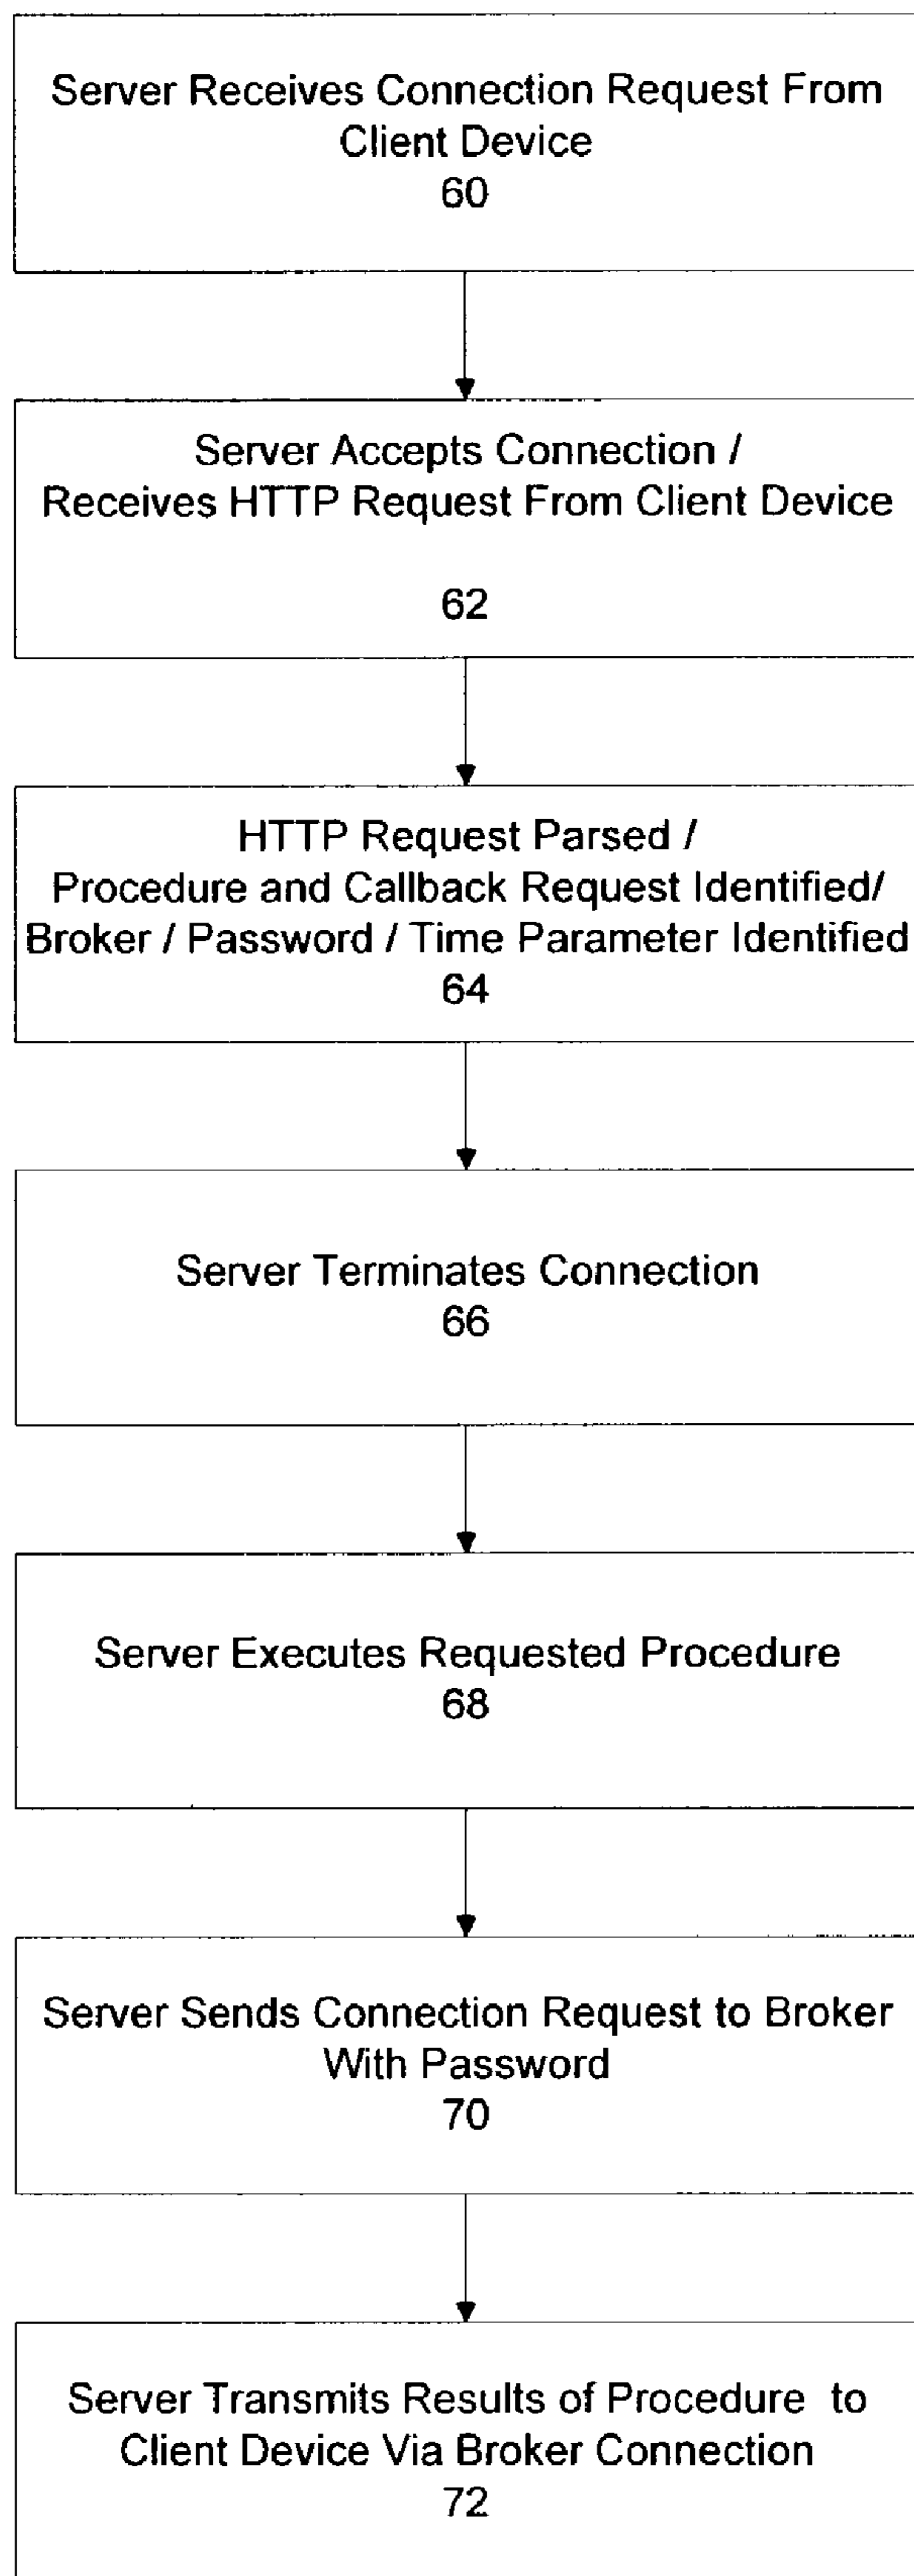 Server Receives Connection Request From
Client Device
60
Server Accepts Connection /
Receives HTTP Request From Client Device
62
HTTP Request Parsed /
Procedure and Callback Request Identified/
Broker / Password / Time Parameter Identified
64
Server Terminates Connection
66
Server Executes Requested Procedure
68
Server Sends Connection Request to Broker
With Password
70
Server Transmits Results of Procedure to
Client Device Via Broker Connection
72